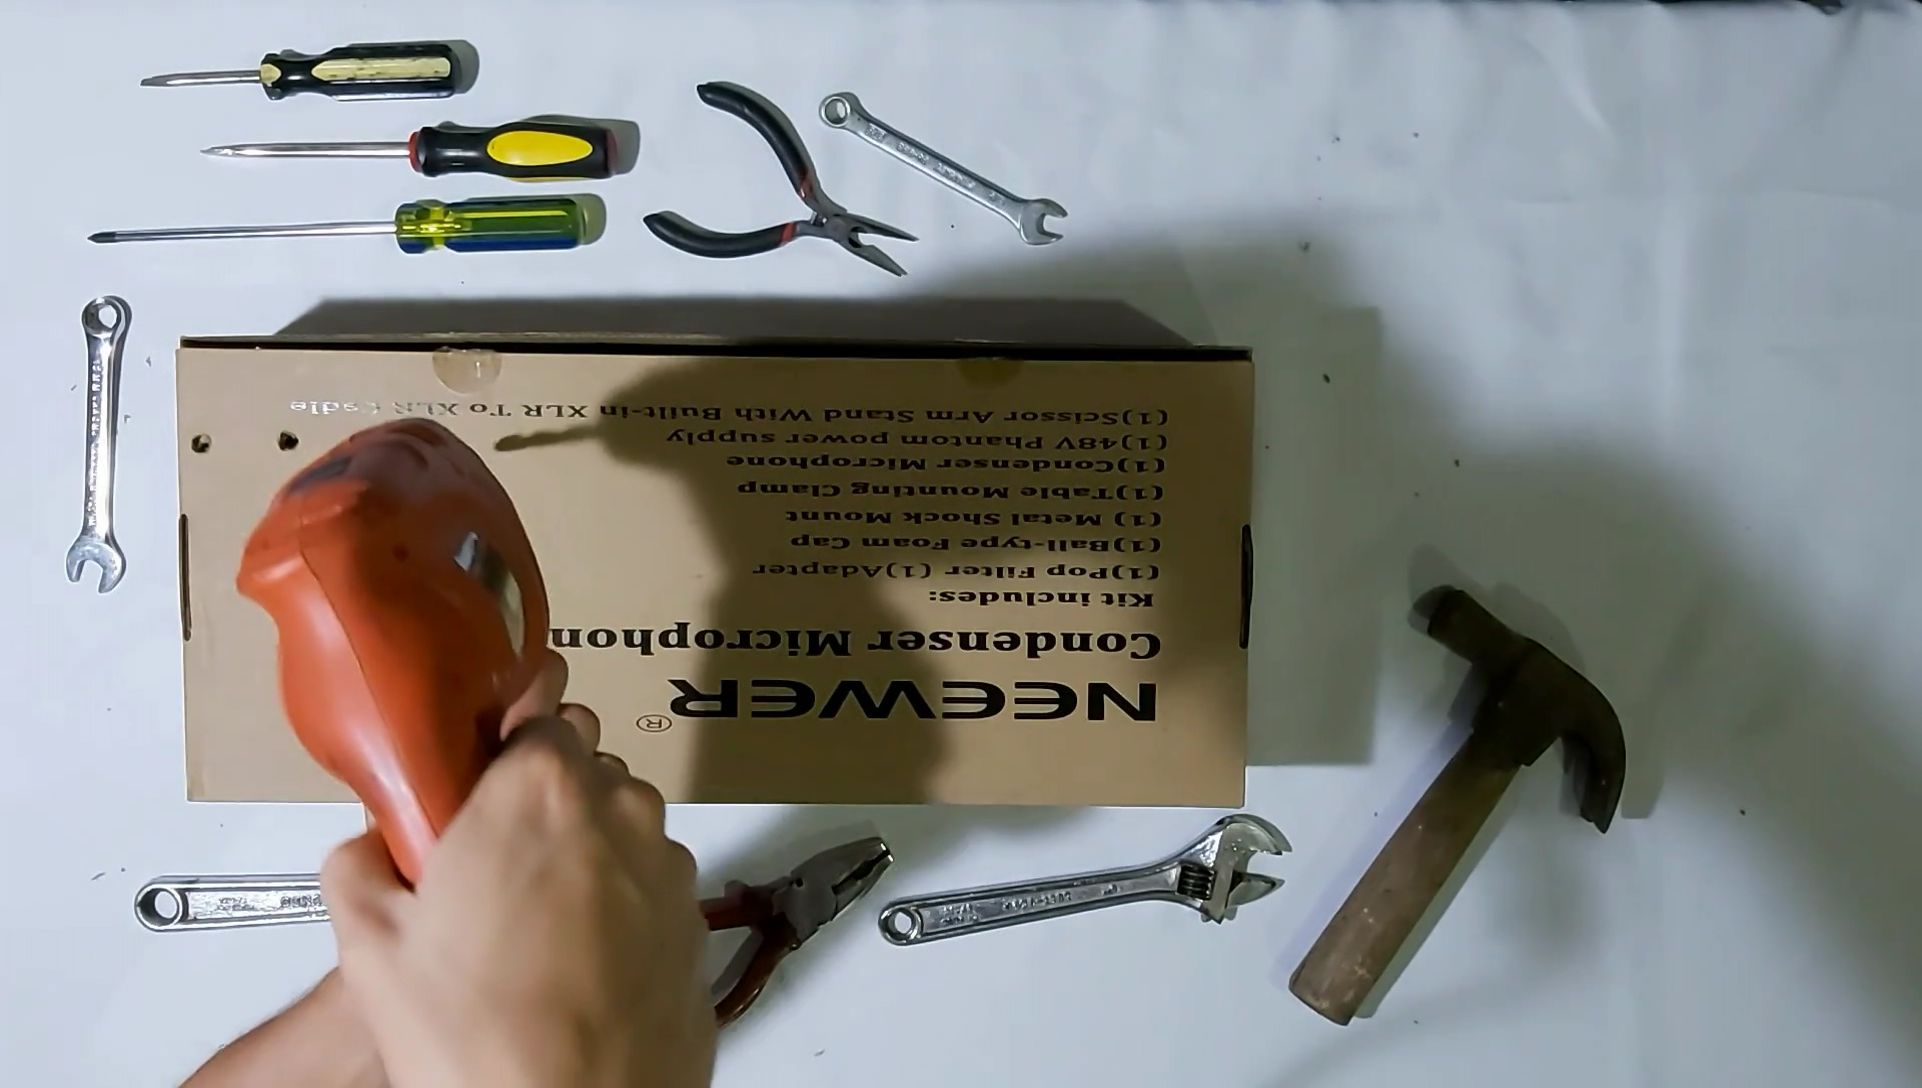 NEEWER®
Condenser Microphon
Kit includes:
(1)Pop Filter (1)Adapter
(1)Ball-type Foam Cap
(1) Metal Shock Mount
(1)Table Mounting Clamp
(1)Condenser Microphone
(1)48V Phantom power supply
(1)Scissor Arm Stand With Built-in XLR To XLR Cable